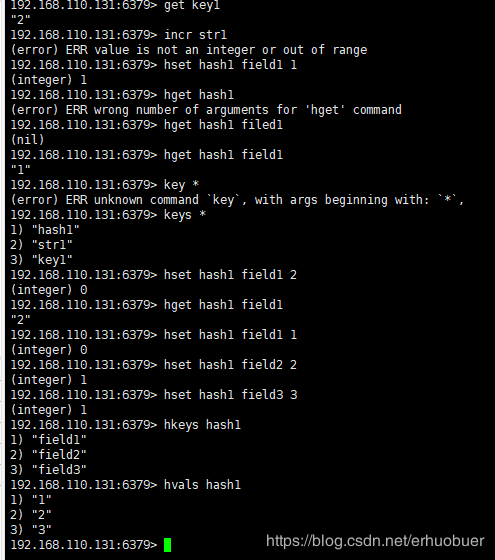 192.168.110.131:6379> get key1
"2"
192.168.110.131:6379> incr str1
(error) ERR value is not an integer or out of range
192.168.110.131:6379> hset hash1 field1 1
(integer) 1
192.168.110.131:6379> hget hash1
(error) ERR wrong number of arguments for 'hget' command
192.168.110.131:6379> hget hash1 filed1
(nil)
192.168.110.131:6379> hget hash1 field1
"1"
192.168.110.131:6379> key *
(error) ERR unknown command `key`, with args beginning with: `*`,
192.168.110.131:6379> keys *
1) "hash1"
2) "str1"
3) "key1"
192.168.110.131:6379> hset hash1 field1 2
(integer) 0
192.168.110.131:6379> hget hash1 field1
"2"
192.168.110.131:6379> hset hash1 field1 1
(integer) 0
192.168.110.131:6379> hset hash1 field2 2
(integer) 1
192.168.110.131:6379> hset hash1 field3 3
(integer) 1
192.168.110.131:6379> hkeys hash1
1) "field1"
2) "field2"
3) "field3"
192.168.110.131:6379> hvals hash1
1) "1"
2) "2"
3) "3"
192.168.110.131:6379>
https://blog.csdn.net/erhuobuer